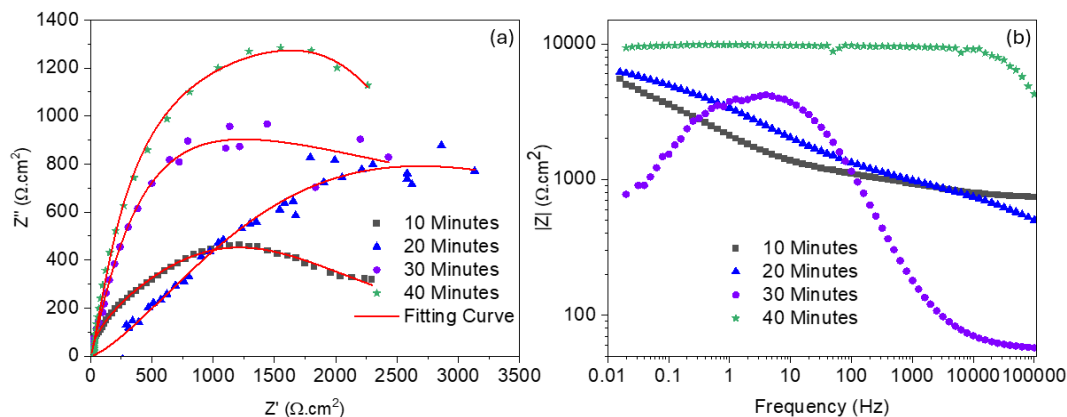 (a)
1400
1200
1000
800
600
400
200
0
Z'' (Ω.cm²)
10 Minutes
20 Minutes
30 Minutes
40 Minutes
Fitting Curve
0 500 1000 1500 2000 2500 3000 3500
Z' (Ω.cm²)
(b)
10000
1000
100
|Z| (Ω.cm²)
10 Minutes
20 Minutes
30 Minutes
40 Minutes
0.01 0.1 1 10 100 1000 10000 100000
Frequency (Hz)